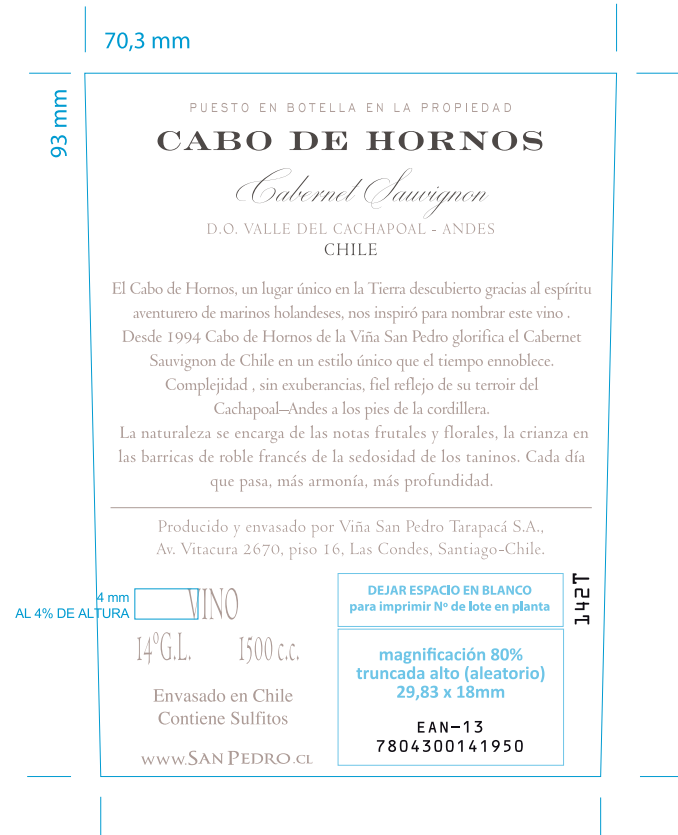 70,3 mm
93 mm
PUESTO EN BOTELLA EN LA PROPIEDAD
CABO DE HORNOS
Cabernet Sauvignon
D.O. VALLE DEL CACHAPOAL - ANDES
CHILE
El Cabo de Hornos, un lugar único en la Tierra descubierto gracias al espíritu
aventurero de marinos holandeses, nos inspiró para nombrar este vino .
Desde 1994 Cabo de Hornos de la Viña San Pedro glorifica el Cabernet
Sauvignon de Chile en un estilo único que el tiempo ennoblece.
Complejidad , sin exuberancias, fiel reflejo de su terroir del
Cachapoal–Andes a los pies de la cordillera.
La naturaleza se encarga de las notas frutales y florales, la crianza en
las barricas de roble francés de la sedosidad de los taninos. Cada día
que pasa, más armonía, más profundidad.
Producido y envasado por Viña San Pedro Tarapacá S.A.,
Av. Vitacura 2670, piso 16, Las Condes, Santiago-Chile.
4 mm
AL 4% DE ALTURA
VINO
14°G.L. 1500 c.c.
Envasado en Chile
Contiene Sulfitos
WWW.SAN PEDRO.CL
DEJAR ESPACIO EN BLANCO
para imprimir Nº de lote en planta
142T
magnificación 80%
truncada alto (aleatorio)
29,83 x 18mm
EAN-13
7804300141950